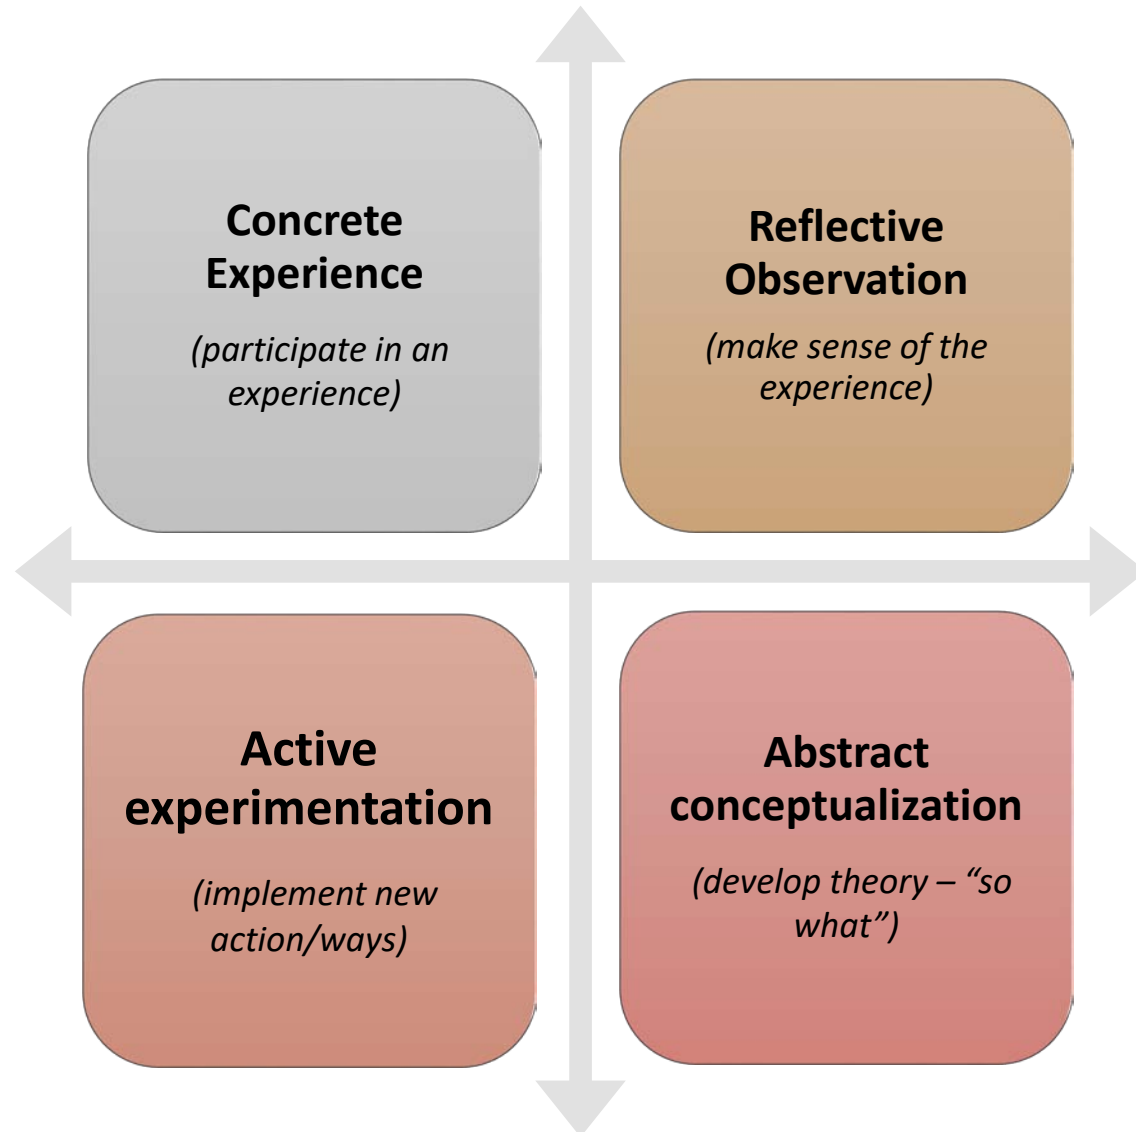 Concrete
Experience
(participate in an
experience)
Reflective
Observation
(make sense of the
experience)
Active
experimentation
(implement new
action/ways)
Abstract
conceptualization
(develop theory – “so
what”)